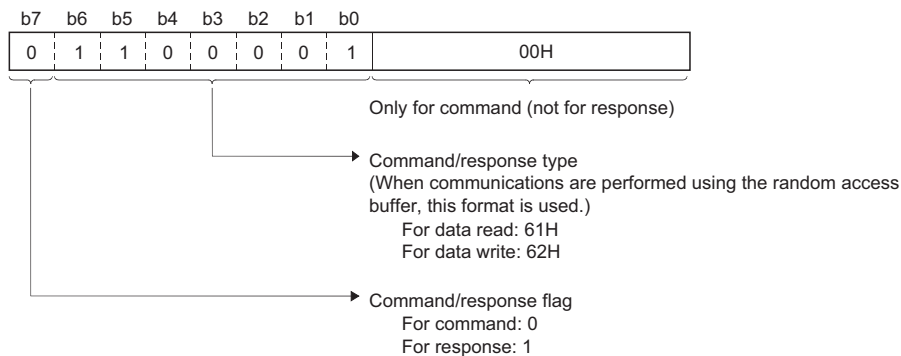 b7 b6 b5 b4 b3 b2 b1 b0
0 1 1 0 0 0 0 1 00H
Only for command (not for response)
Command/response type
(When communications are performed using the random access
buffer, this format is used.)
For data read: 61H
For data write: 62H
Command/response flag
For command: 0
For response: 1